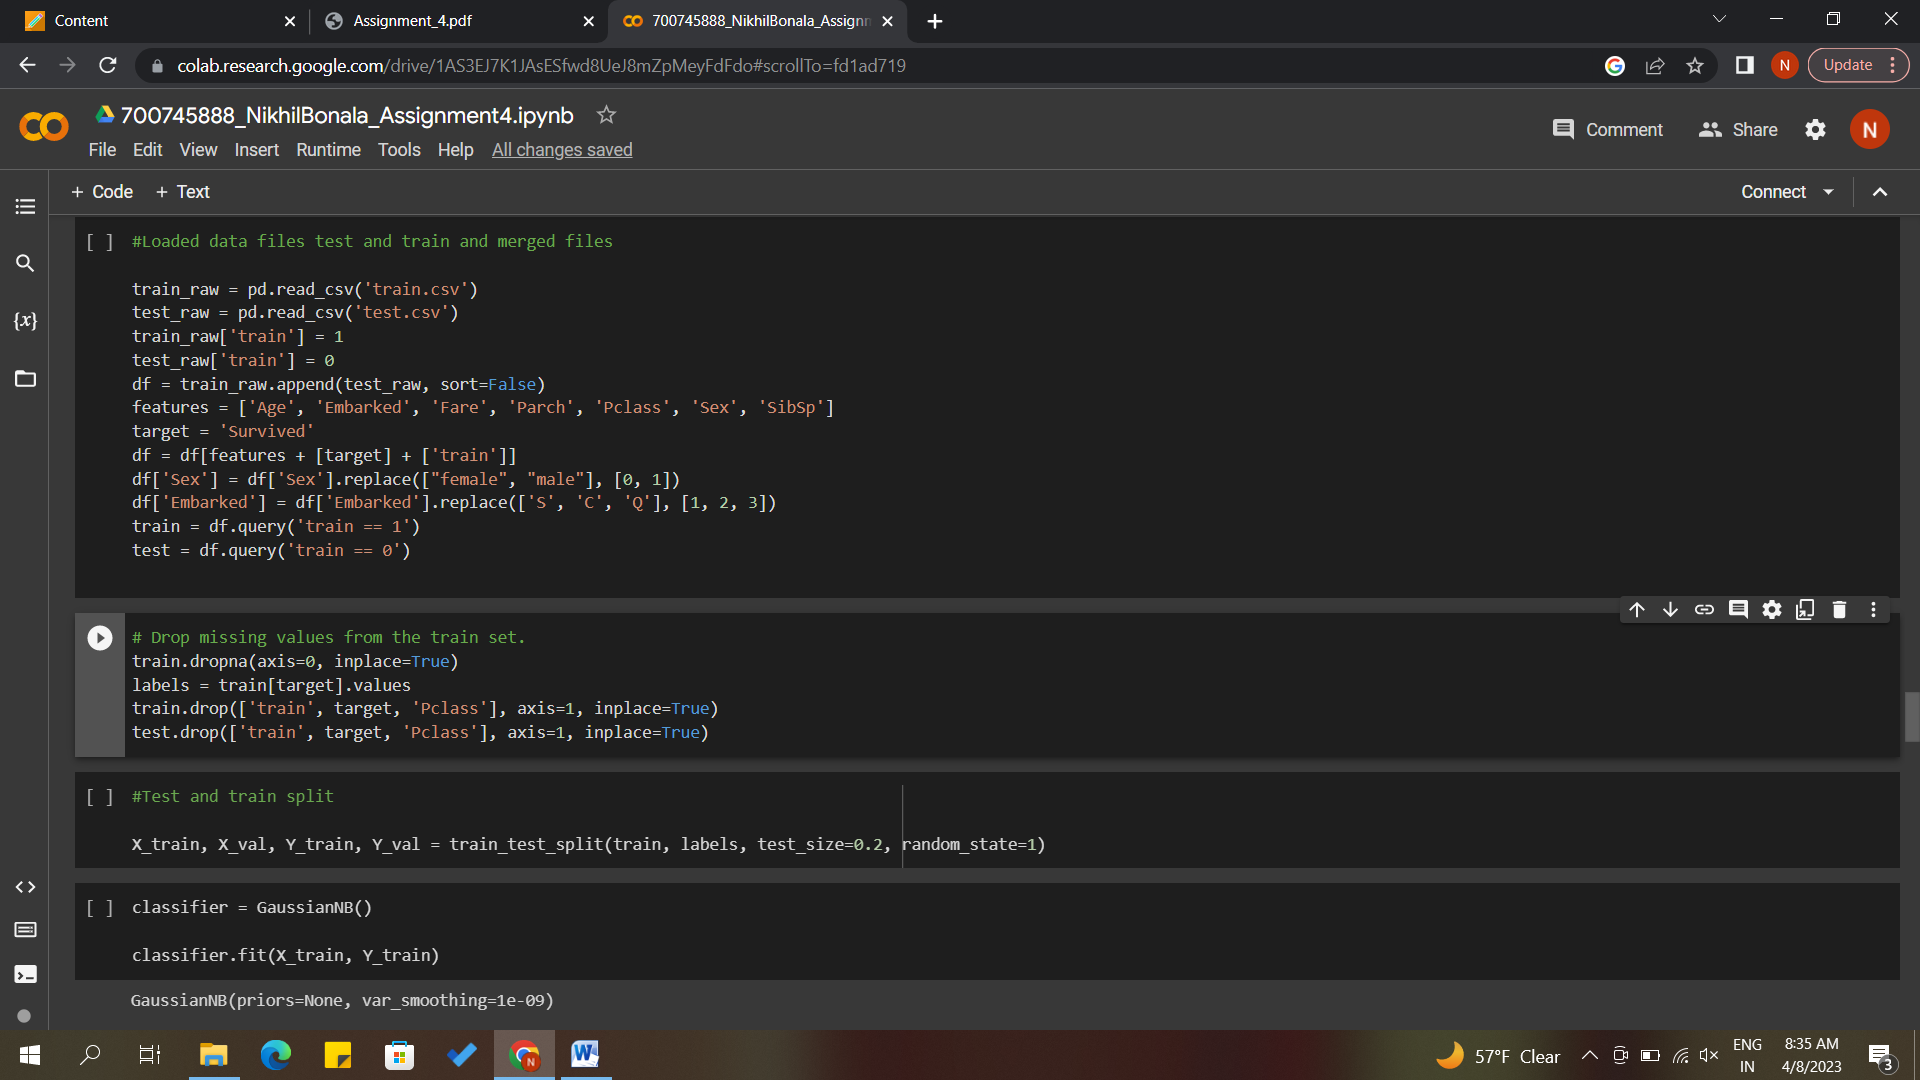 Content
Assignment_4.pdf
700745888_NikhilBonala_Assignn
colab.research.google.com/drive/1AS3EJ7K1JAsESfwd8UeJ8mZpMeyFdFdo#scrollTo=fd1ad719
N
Update
700745888_NikhilBonala_Assignment4.ipynb
Comment
Share
N
File Edit View Insert Runtime Tools Help All changes saved
+ Code + Text
Connect
[ ] #Loaded data files test and train and merged files
train_raw = pd.read_csv('train.csv')
test_raw = pd.read_csv('test.csv')
train_raw['train'] = 1
test_raw['train'] = 0
df = train_raw.append(test_raw, sort=False)
features = ['Age', 'Embarked', 'Fare', 'Parch', 'Pclass', 'Sex', 'SibSp']
target = 'Survived'
df = df[features + [target] + ['train']]
df['Sex'] = df['Sex'].replace(["female", "male"], [0, 1])
df['Embarked'] = df['Embarked'].replace(['S', 'C', 'Q'], [1, 2, 3])
train = df.query('train == 1')
test = df.query('train == 0')
# Drop missing values from the train set.
train.dropna(axis=0, inplace=True)
labels = train[target].values
train.drop(['train', target, 'Pclass'], axis=1, inplace=True)
test.drop(['train', target, 'Pclass'], axis=1, inplace=True)
[ ] #Test and train split
X_train, X_val, Y_train, Y_val = train_test_split(train, labels, test_size=0.2, random_state=1)
[ ] classifier = GaussianNB()
classifier.fit(X_train, Y_train)
GaussianNB(priors=None, var_smoothing=1e-09)
{x}
57°F Clear
ENG
IN
8:35 AM
4/8/2023
3